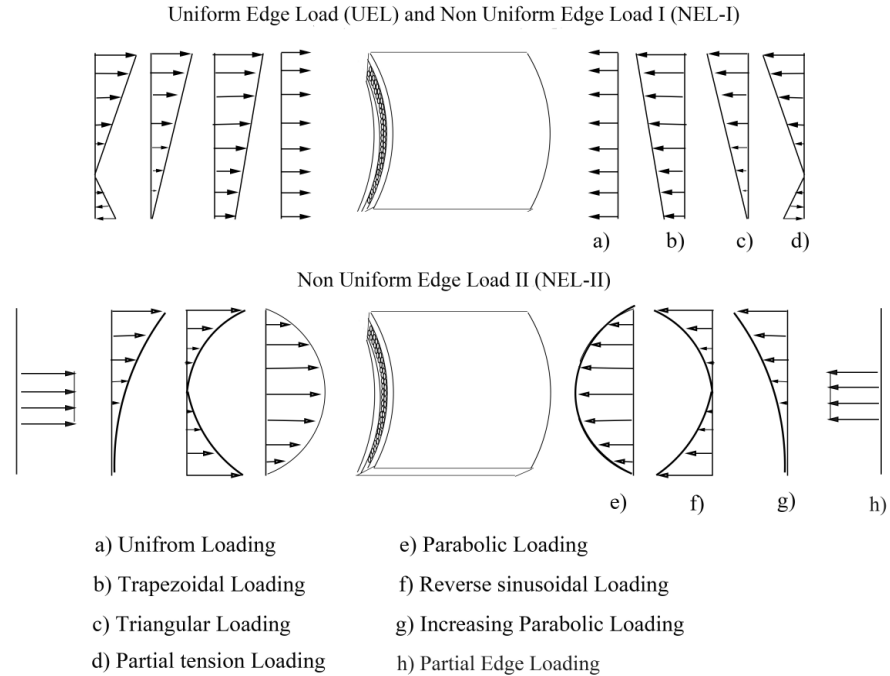 Uniform Edge Load (UEL) and Non Uniform Edge Load I (NEL-I)
a) b) c) d)
Non Uniform Edge Load II (NEL-II)
e) f) g) h)
a) Unifrom Loading
e) Parabolic Loading
b) Trapezoidal Loading
f) Reverse sinusoidal Loading
c) Triangular Loading
g) Increasing Parabolic Loading
d) Partial tension Loading
h) Partial Edge Loading